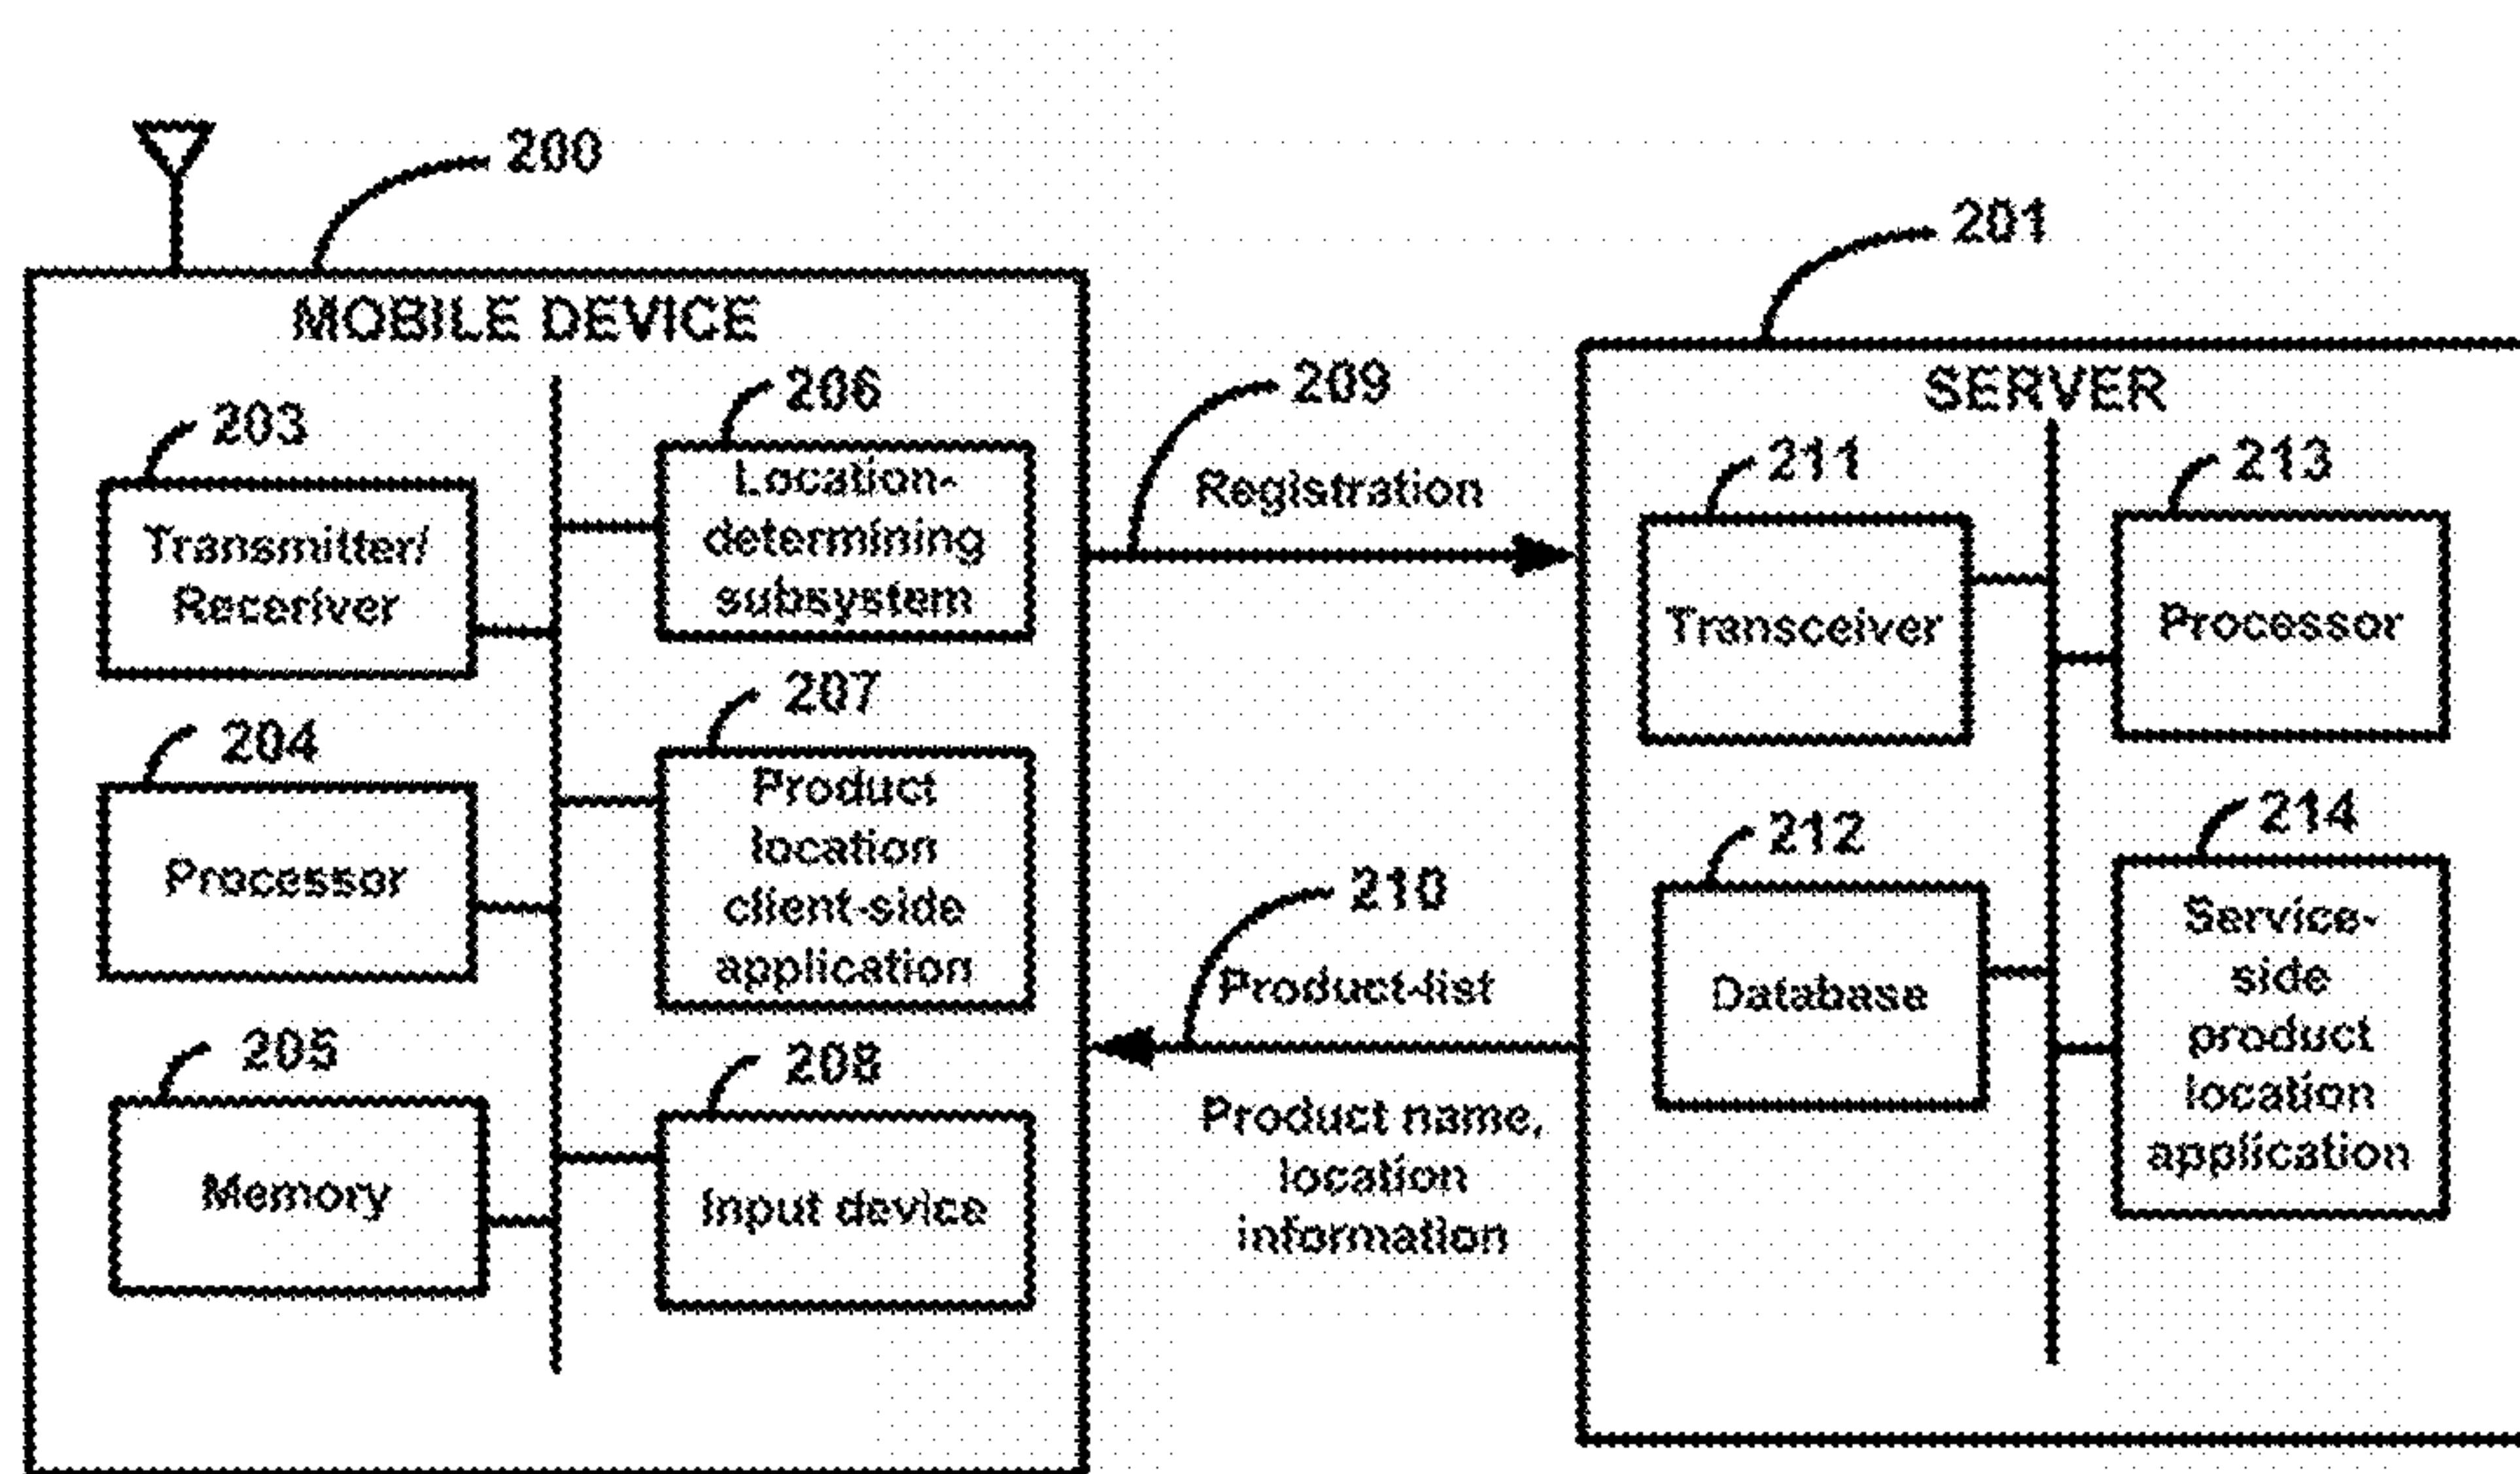 200
201
MOBILE DEVICE
203
Transmitter/
Receriver
204
Processor
205
Memory
206
Location-
determining
subsystem
207
Product
location
client-side
application
208
Input device
209
Registration
210
Product-list
Product name,
location
information
SERVER
211
Transceiver
212
Database
213
Processor
214
Service-
side
product
location
application